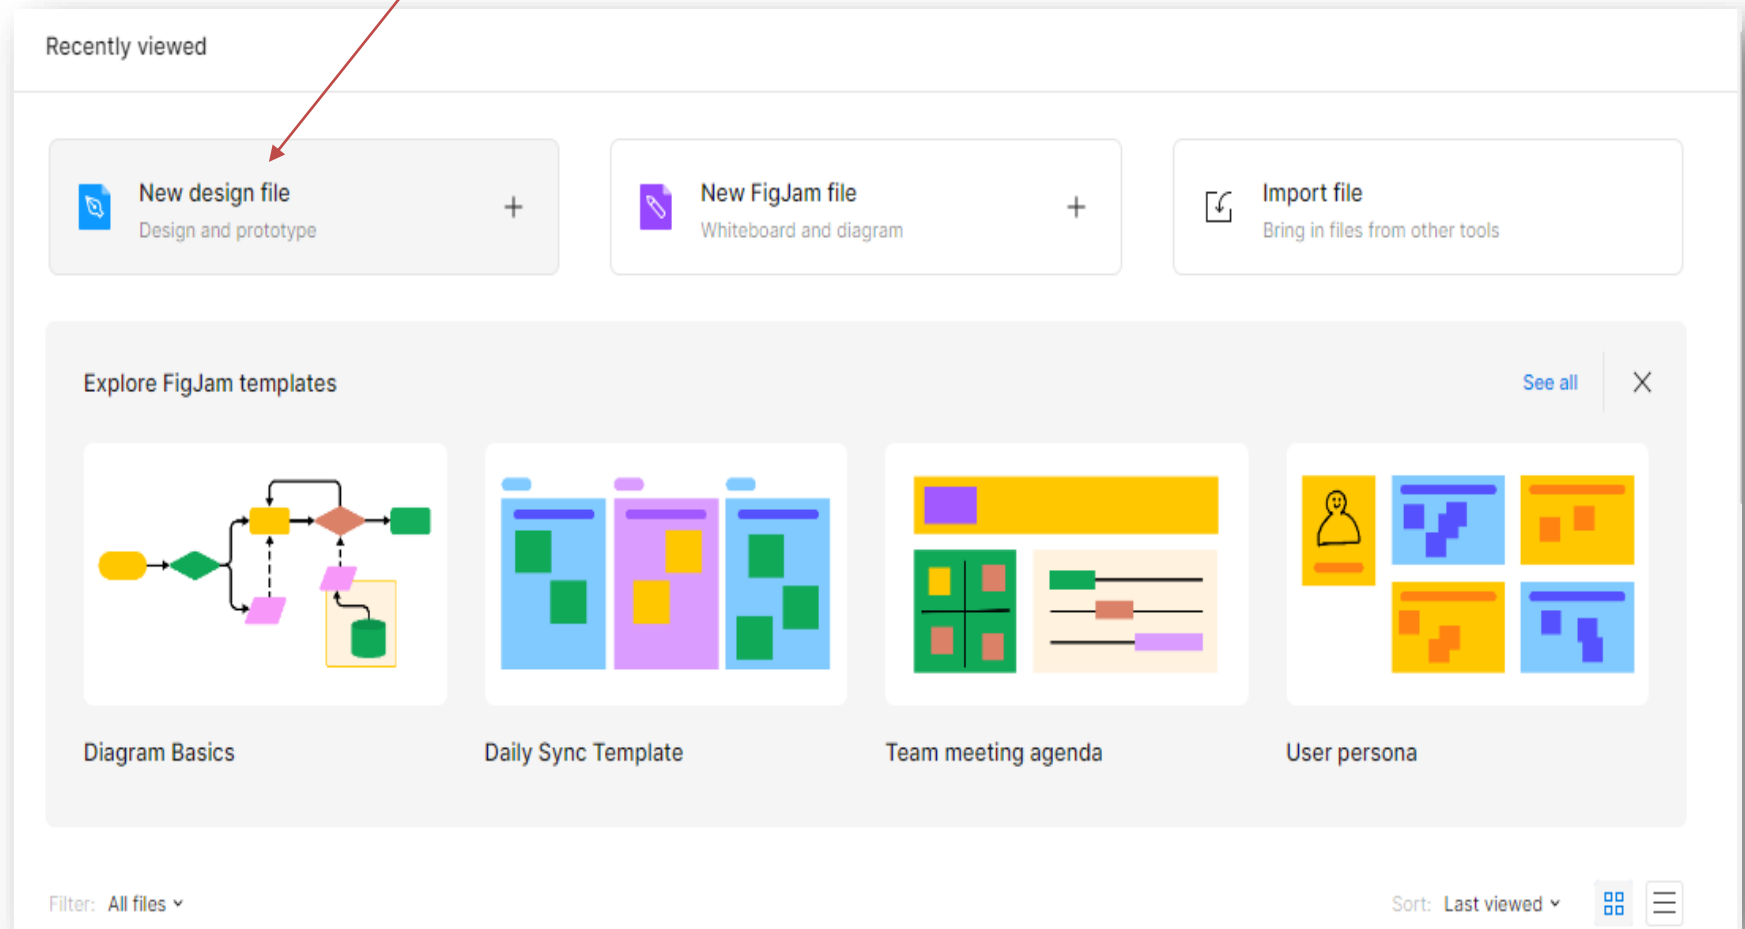 Recently viewed
New design file
Design and prototype
New FigJam file
Whiteboard and diagram
Import file
Bring in files from other tools
Explore FigJam templates
See all
Diagram Basics
Daily Sync Template
Team meeting agenda
User persona
Filter: All files
Sort: Last viewed